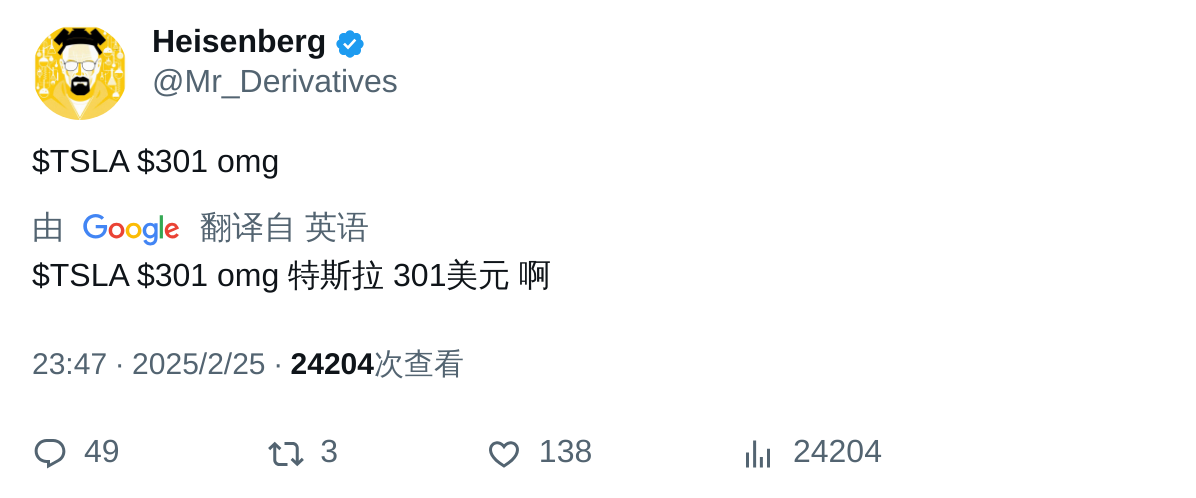 Heisenberg
@Mr_Derivatives
$TSLA $301 omg
由 Google 翻译自 英语
$TSLA $301 omg 特斯拉 301美元 啊
23:47 · 2025/2/25 · 24204次查看
49 3 138 24204